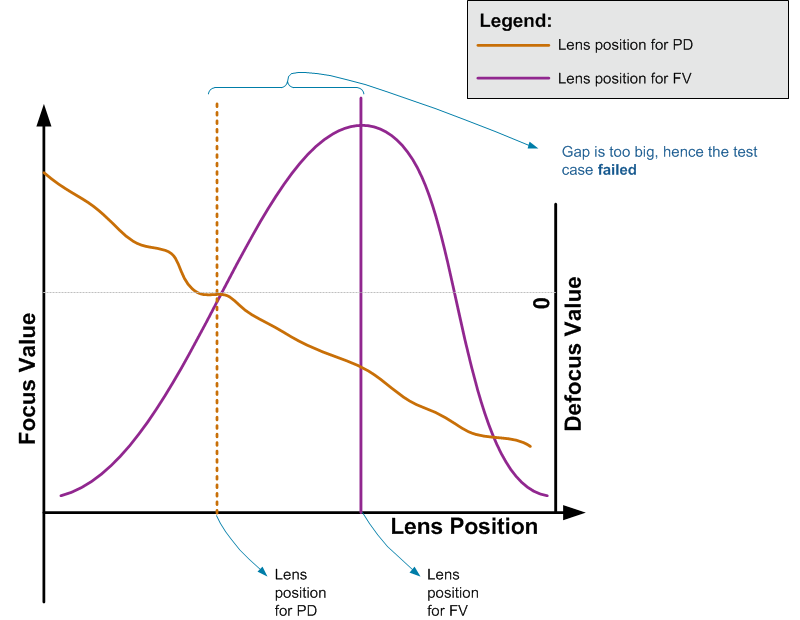 Legend:
Lens position for PD
Lens position for FV
Gap is too big, hence the test
case failed
Focus Value
0
Defocus Value
Lens Position
Lens
position
for PD
Lens
position
for FV